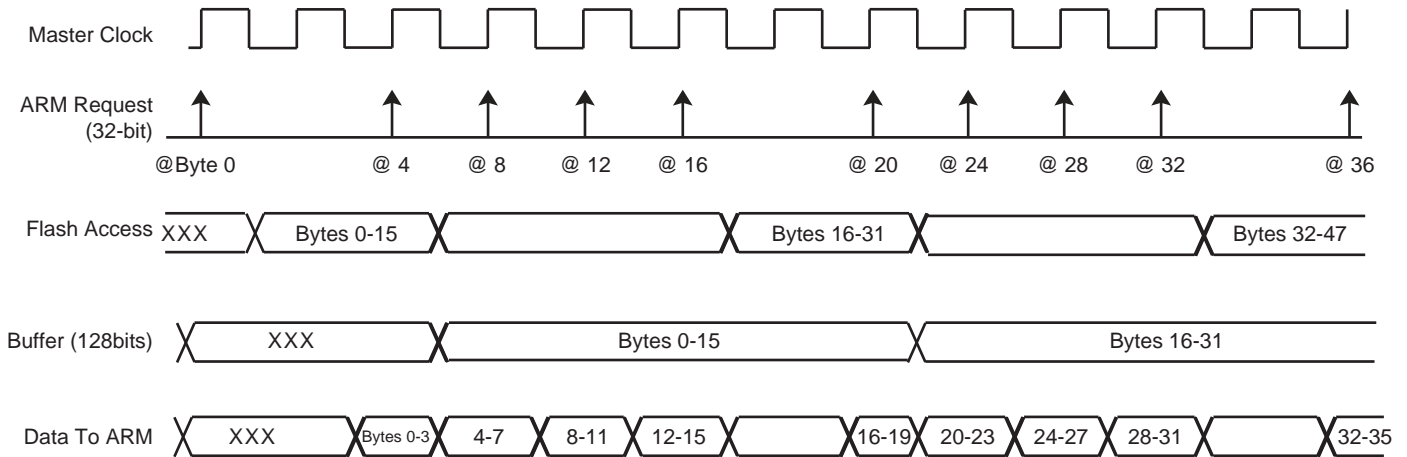 Master Clock
ARM Request
(32-bit)
@Byte 0 @ 4 @ 8 @ 12 @ 16 @ 20 @ 24 @ 28 @ 32 @ 36
Flash Access XXX Bytes 0-15 Bytes 16-31 Bytes 32-47
Buffer (128bits) XXX Bytes 0-15 Bytes 16-31
Data To ARM XXX Bytes 0-3 4-7 8-11 12-15 16-19 20-23 24-27 28-31 32-35